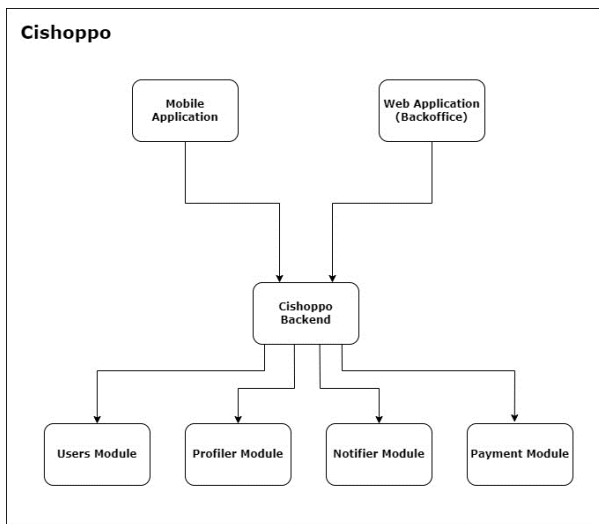 Cishoppo
Mobile
Application
Web Application
(Backoffice)
Cishoppo
Backend
Users Module
Profiler Module
Notifier Module
Payment Module